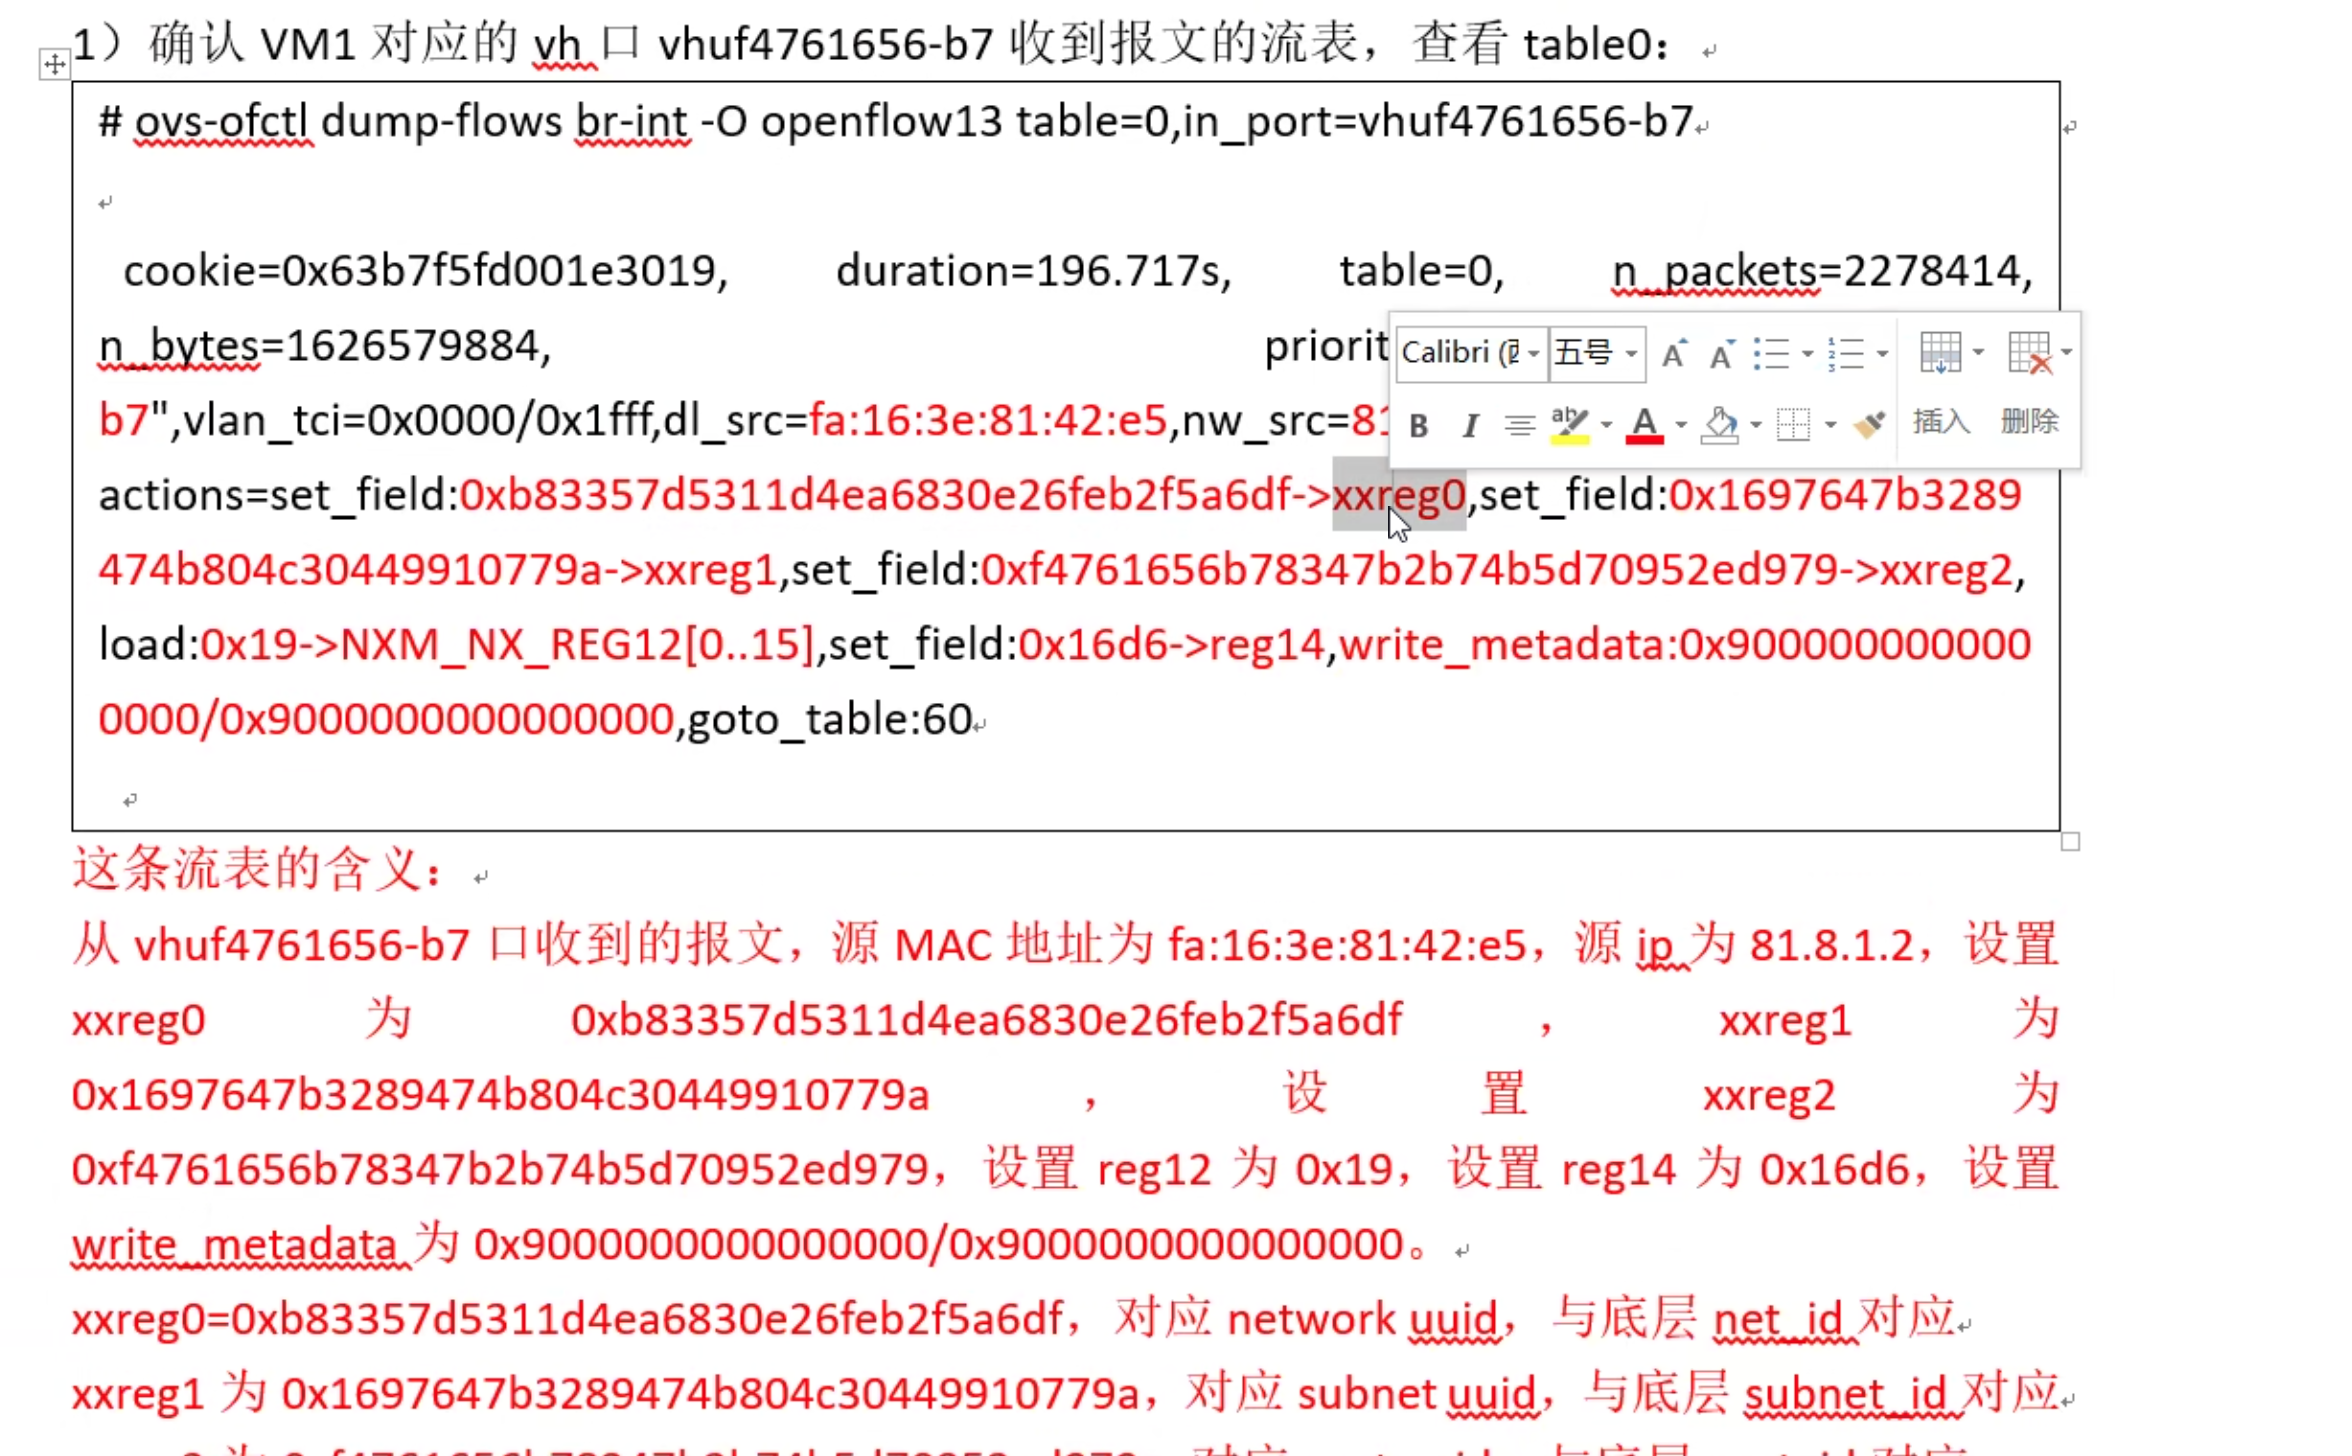 1）确认 VM1 对应的 vh 口 vhuf4761656-b7 收到报文的流表，查看 table0：
# ovs-ofctl dump-flows br-int -O openflow13 table=0,in_port=vhuf4761656-b7
cookie=0x63b7f5fd001e3019, duration=196.717s, table=0, n_packets=2278414,
n_bytes=1626579884, priorit
Calibri (西 五号
b7",vlan_tci=0x0000/0x1fff,dl_src=fa:16:3e:81:42:e5,nw_src=81
B I A 插入 删除
actions=set_field:0xb83357d5311d4ea6830e26feb2f5a6df->xxreg0,set_field:0x1697647b3289
474b804c30449910779a->xxreg1,set_field:0xf4761656b78347b2b74b5d70952ed979->xxreg2,
load:0x19->NXM_NX_REG12[0..15],set_field:0x16d6->reg14,write_metadata:0x900000000000
0000/0x9000000000000000,goto_table:60
这条流表的含义：
从 vhuf4761656-b7 口收到的报文，源 MAC 地址为 fa:16:3e:81:42:e5，源 ip 为 81.8.1.2，设置
xxreg0 为 0xb83357d5311d4ea6830e26feb2f5a6df ， xxreg1 为
0x1697647b3289474b804c30449910779a ， 设 置 xxreg2 为
0xf4761656b78347b2b74b5d70952ed979，设置 reg12 为 0x19，设置 reg14 为 0x16d6，设置
write_metadata 为 0x9000000000000000/0x9000000000000000。
xxreg0=0xb83357d5311d4ea6830e26feb2f5a6df，对应 network uuid，与底层 net_id 对应
xxreg1 为 0x1697647b3289474b804c30449910779a，对应 subnet uuid，与底层 subnet_id 对应